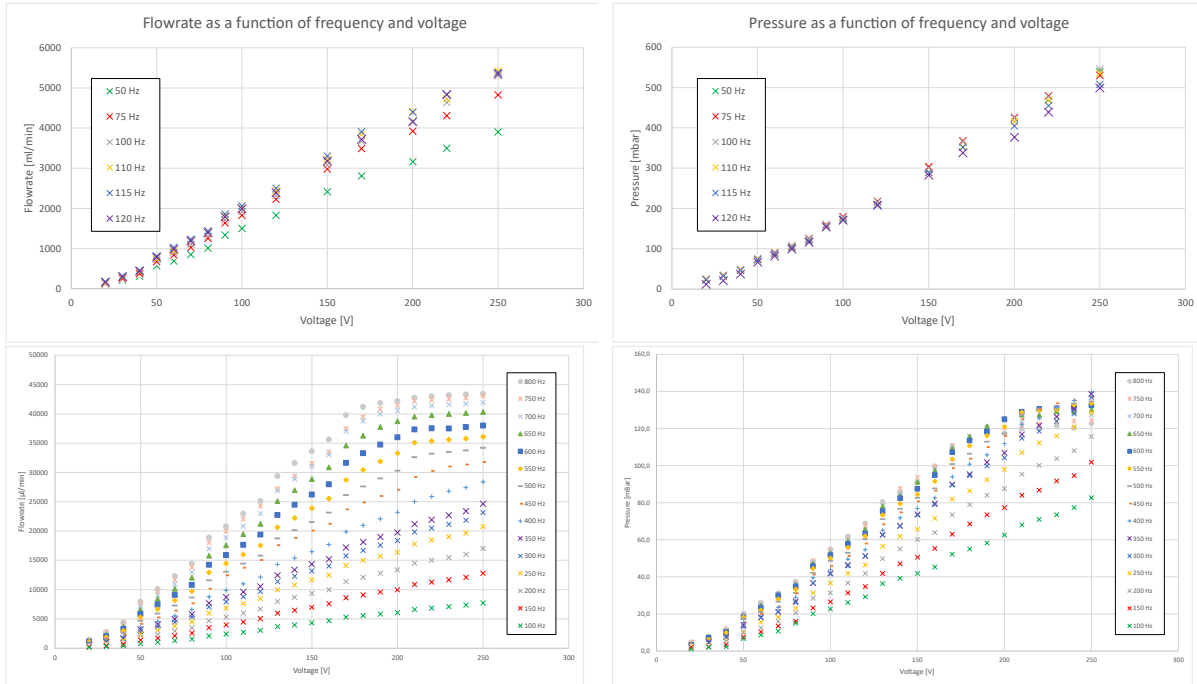 Flowrate as a function of frequency and voltage
6000
5000
4000
3000
2000
1000
0
Flowrate [ml/min]
50 Hz
75 Hz
100 Hz
110 Hz
115 Hz
120 Hz
0 50 100 150 200 250 300
Voltage [V]
Pressure as a function of frequency and voltage
600
500
400
300
200
100
0
Pressure [mbar]
50 Hz
75 Hz
100 Hz
110 Hz
115 Hz
120 Hz
0 50 100 150 200 250 300
Voltage [V]
50000
45000
40000
35000
30000
25000
20000
15000
10000
5000
0
Flowrate [µl/min]
800 Hz
750 Hz
700 Hz
650 Hz
600 Hz
550 Hz
500 Hz
450 Hz
400 Hz
350 Hz
300 Hz
250 Hz
200 Hz
150 Hz
100 Hz
0 50 100 150 200 250 300
Voltage [V]
160,0
140,0
120,0
100,0
80,0
60,0
40,0
20,0
0,0
Pressure [mBar]
800 Hz
750 Hz
700 Hz
650 Hz
600 Hz
550 Hz
500 Hz
450 Hz
400 Hz
350 Hz
300 Hz
250 Hz
200 Hz
150 Hz
100 Hz
0 50 100 150 200 250 300
Voltage [V]